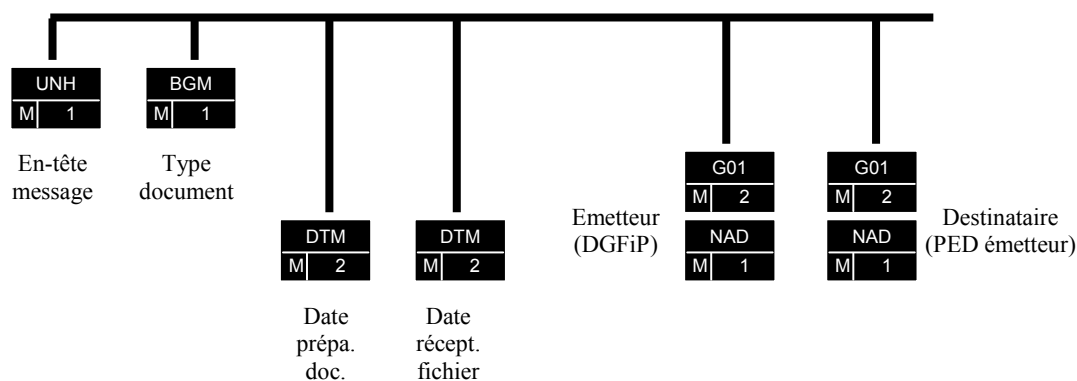 UNH
M 1
En-tête
message
BGM
M 1
Type
document
DTM
M 2
Date
prépa.
doc.
DTM
M 2
Date
récept.
fichier
Emetteur
(DGFiP)
G01
M 2
NAD
M 1
G01
M 2
NAD
M 1
Destinataire
(PED émetteur)